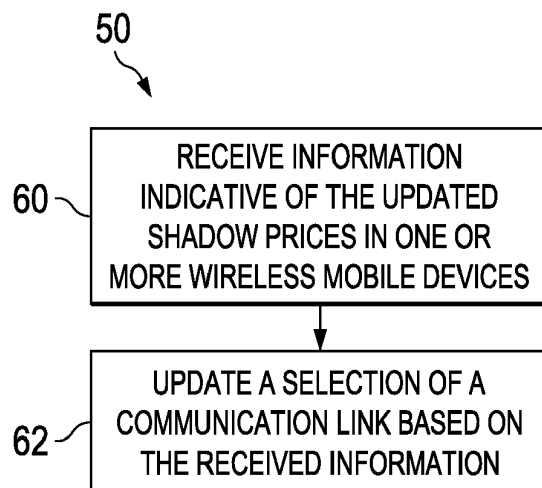 50
60
RECEIVE INFORMATION
INDICATIVE OF THE UPDATED
SHADOW PRICES IN ONE OR
MORE WIRELESS MOBILE DEVICES
62
UPDATE A SELECTION OF A
COMMUNICATION LINK BASED ON
THE RECEIVED INFORMATION